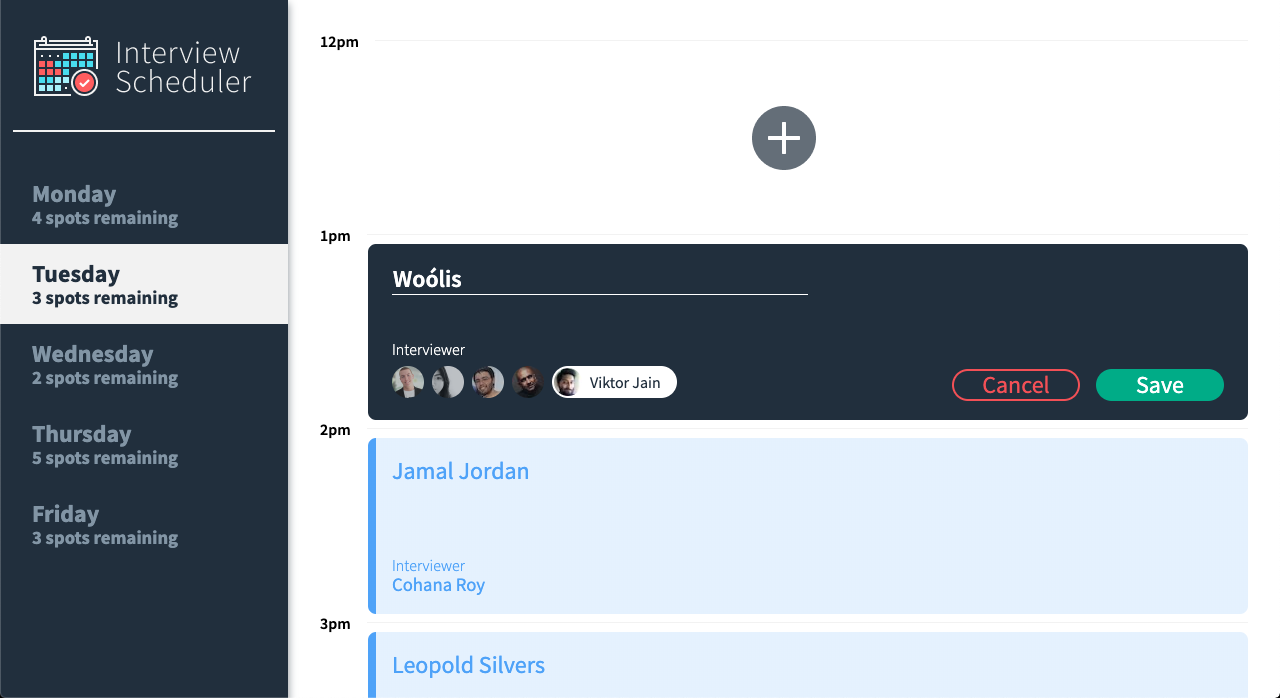 Interview
Scheduler
Monday
4 spots remaining
Tuesday
3 spots remaining
Wednesday
2 spots remaining
Thursday
5 spots remaining
Friday
3 spots remaining
12pm
1pm
Woólis
Interviewer
Viktor Jain
Cancel
Save
2pm
Jamal Jordan
Interviewer
Cohana Roy
3pm
Leopold Silvers